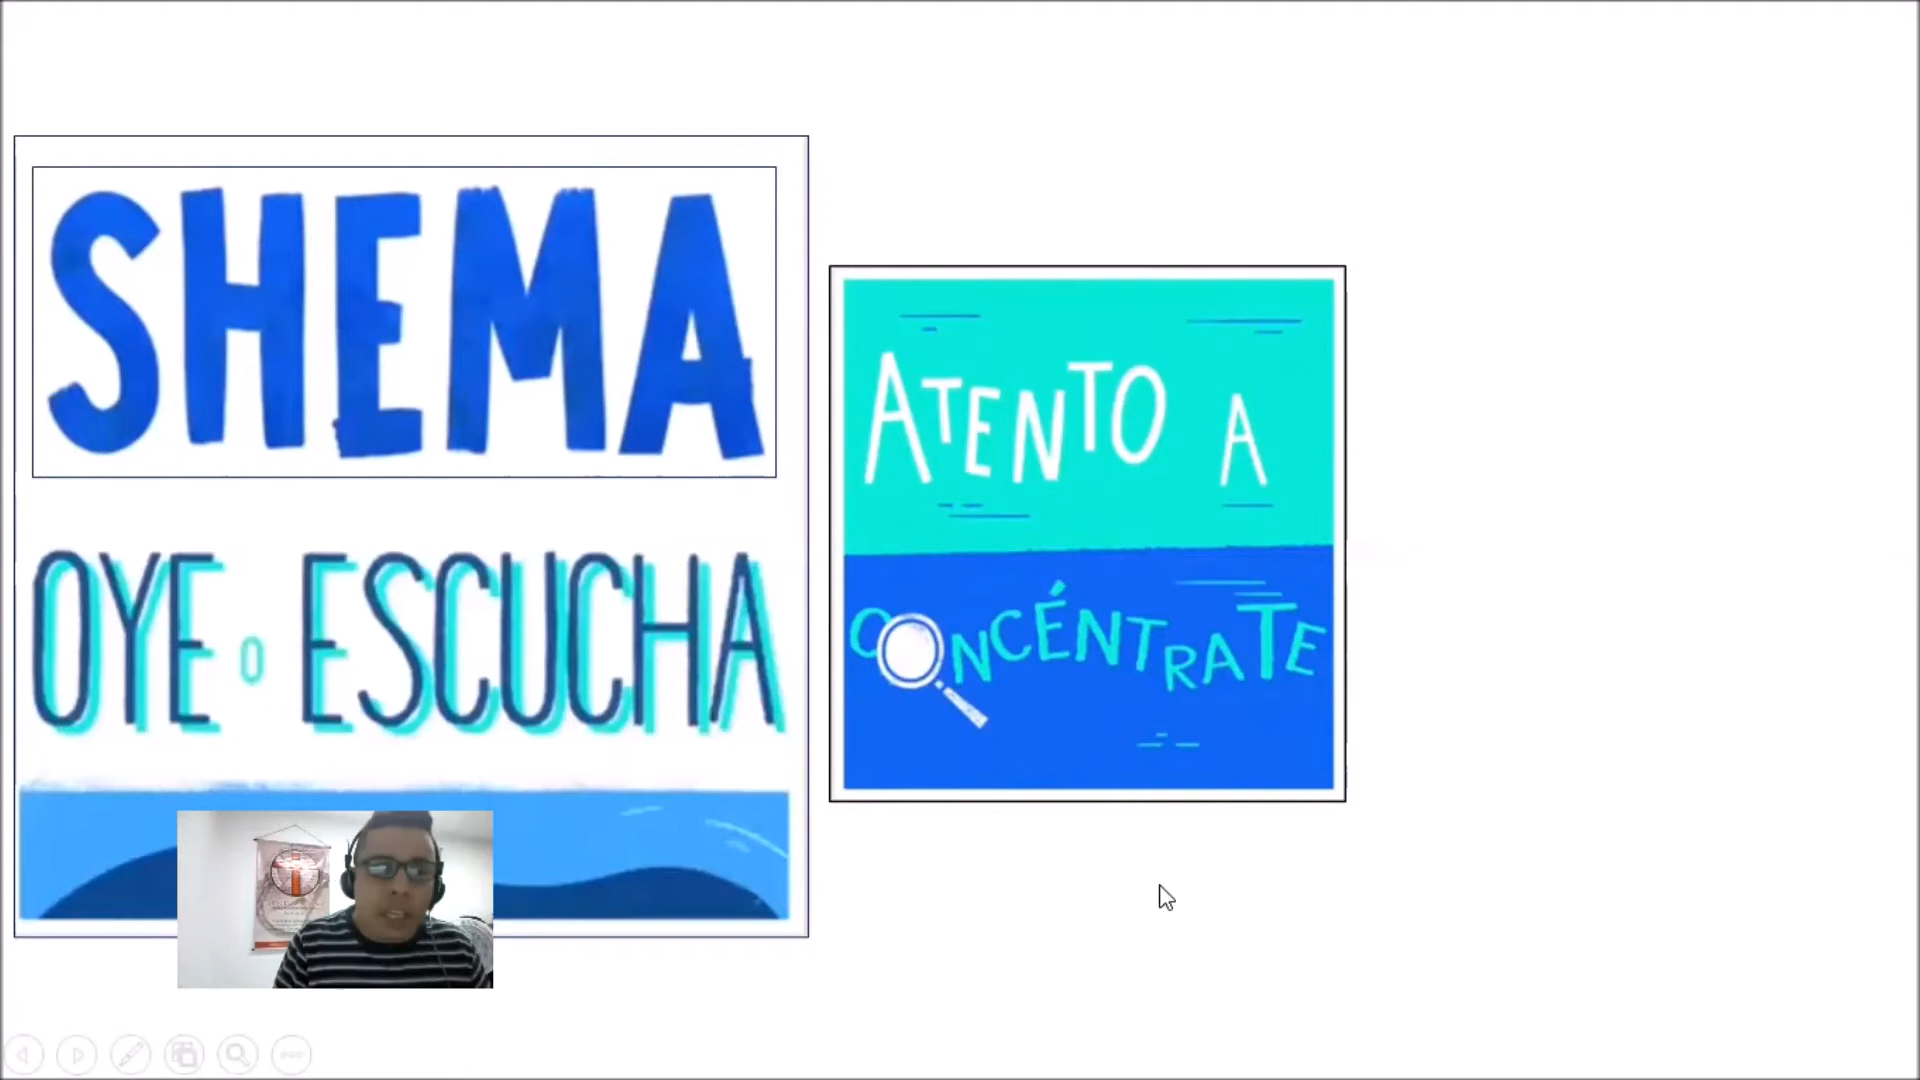 SHEMA
OYE O ESCUCHA
ATENTO A
CONCÉNTRATE